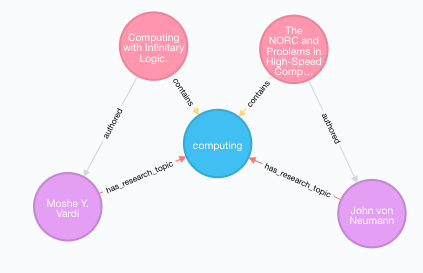 Computing
with Infinitary
Logic.
The
NORC and
Problems in
High-Speed
Comp...
contains
contains
authored
authored
computing
has_research_topic
has_research_topic
Moshe Y.
Vardi
John von
Neumann